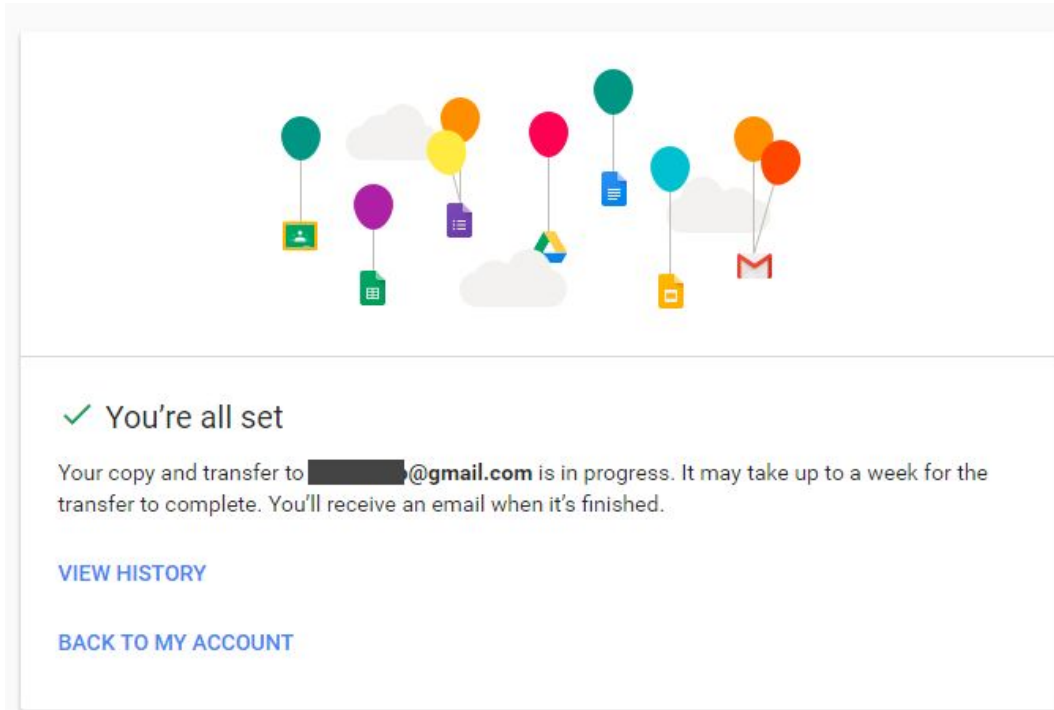 You're all set
Your copy and transfer to @gmail.com is in progress. It may take up to a week for the
transfer to complete. You'll receive an email when it's finished.
VIEW HISTORY
BACK TO MY ACCOUNT